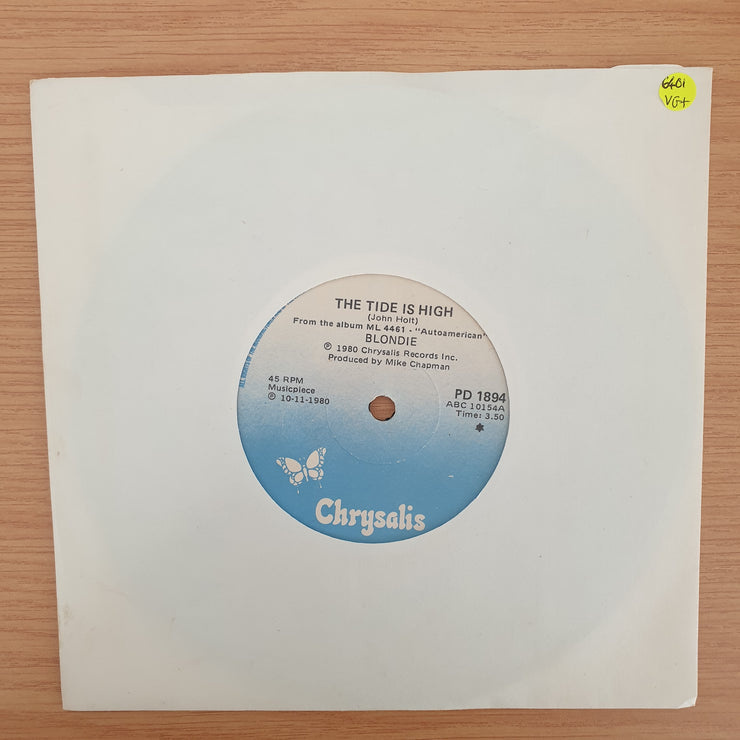 6401
VG+
THE TIDE IS HIGH
(John Holt)
From the album ML 4461 - "Autoamerican"
BLONDIE
℗ 1980 Chrysalis Records Inc.
Produced by Mike Chapman
45 RPM
Musicpiece
℗ 10-11-1980
PD 1894
ABC 10154A
Time: 3.50
Chrysalis